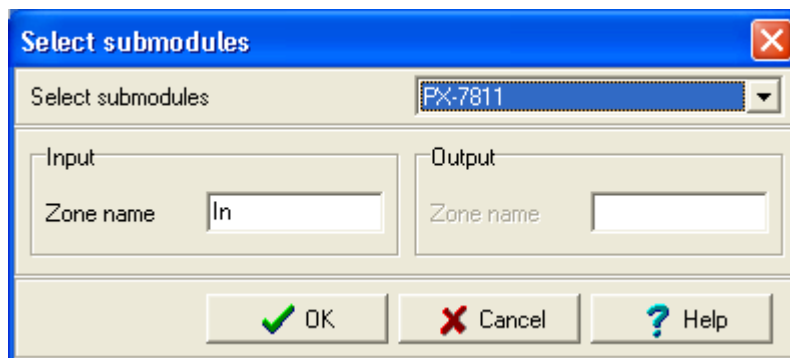 Select submodules
Select submodules PX-7811
Input Output
Zone name In Zone name
OK Cancel ? Help